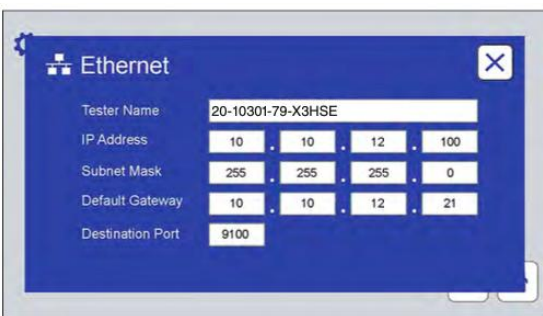 Ethernet
Tester Name 20-10301-79-X3HSE
IP Address 10 . 10 . 12 . 100
Subnet Mask 255 . 255 . 255 . 0
Default Gateway 10 . 10 . 12 . 21
Destination Port 9100